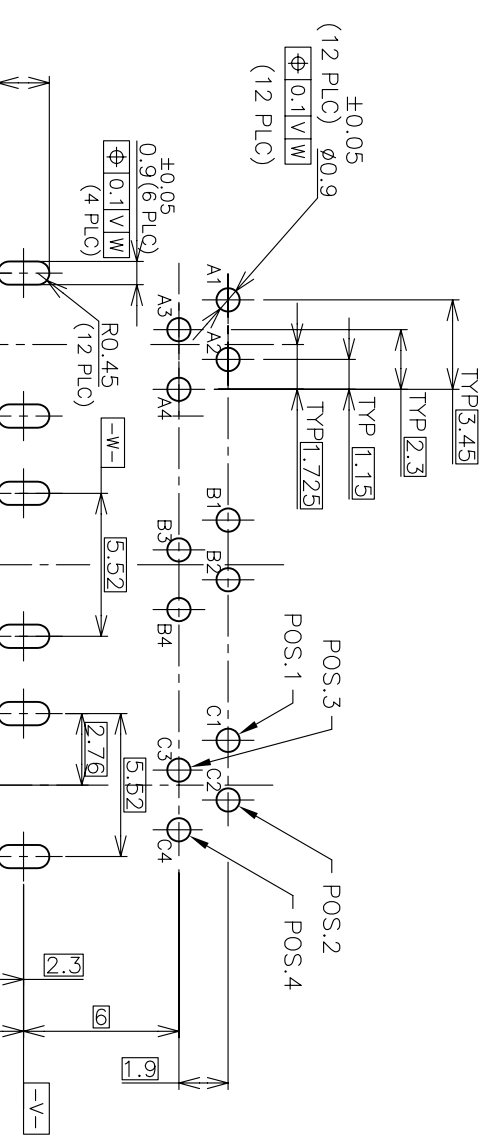 TYP 3.45
TYP 2.3
TYP 1.15
TYP 1.725
±0.05
(12 PLC) ø0.9
⌖ 0.1 V W
(12 PLC)
±0.05
0.9 (6 PLC)
⌖ 0.1 V W
(4 PLC)
R0.45
(12 PLC)
A1
A2
A3
A4
B1
B2
B3
B4
C1
C2
C3
C4
POS.1
POS.3
POS.2
POS.4
-W-
5.52
5.52
2.76
2.3
6
1.9
-V-